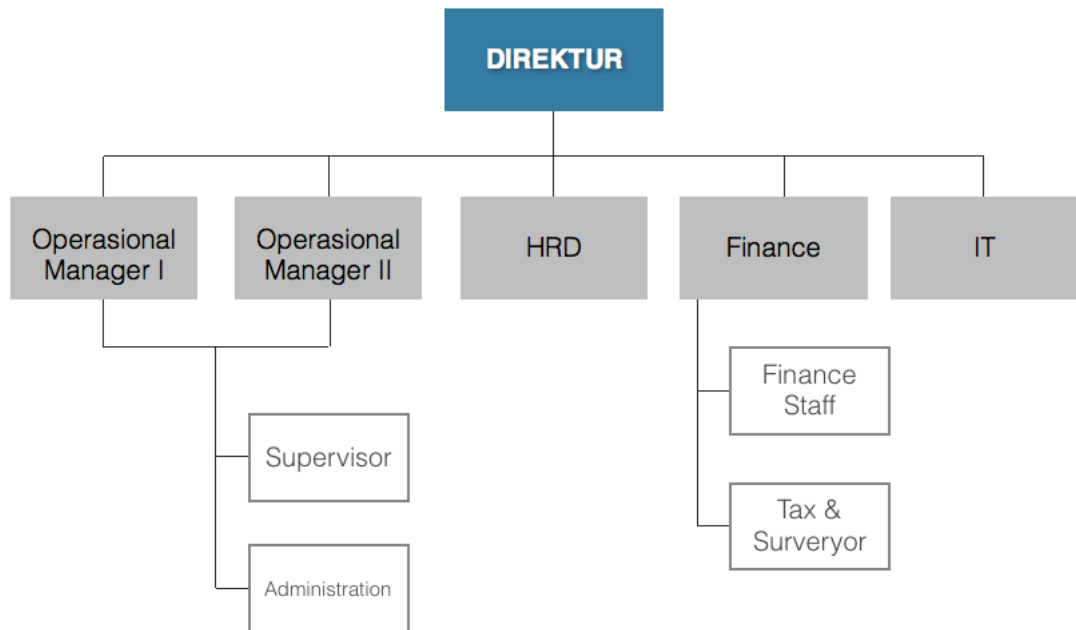 DIREKTUR
Operasional
Manager I
Operasional
Manager II
HRD
Finance
IT
Finance
Staff
Supervisor
Tax &
Surveryor
Administration